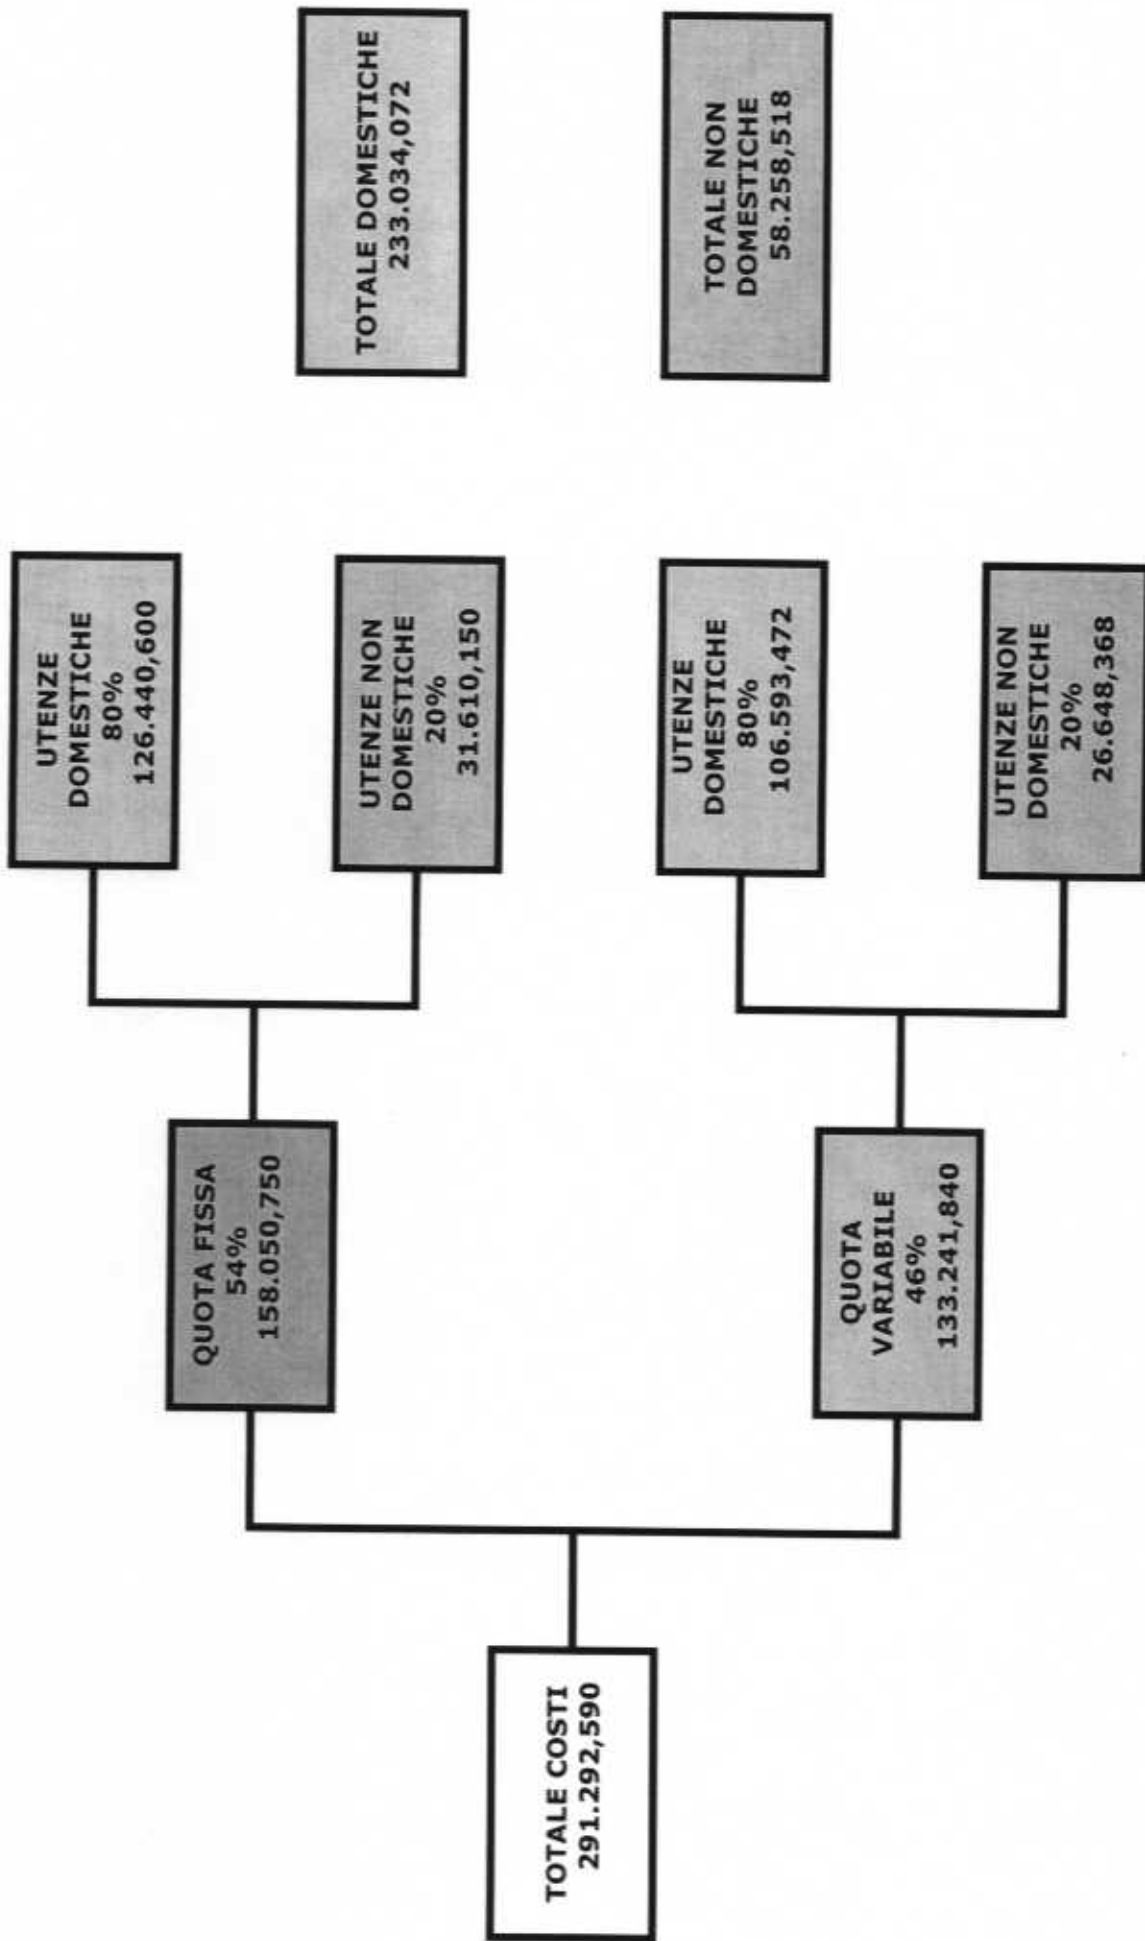 TOTALE COSTI
291.292,590
QUOTA FISSA
54%
158.050,750
QUOTA
VARIABILE
46%
133.241,840
UTENZE
DOMESTICHE
80%
126.440,600
UTENZE NON
DOMESTICHE
20%
31.610,150
UTENZE
DOMESTICHE
80%
106.593,472
UTENZE NON
DOMESTICHE
20%
26.648,368
TOTALE DOMESTICHE
233.034,072
TOTALE NON
DOMESTICHE
58.258,518